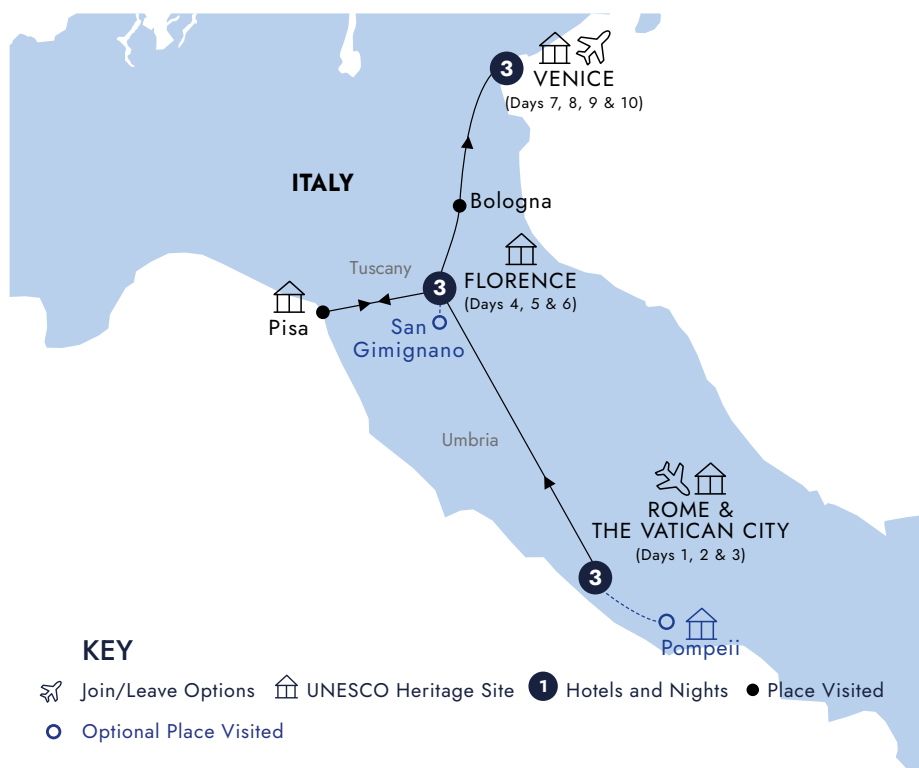 3
VENICE
(Days 7, 8, 9 & 10)
ITALY
Bologna
Tuscany
3
FLORENCE
(Days 4, 5 & 6)
Pisa
San
Gimignano
Umbria
ROME &
THE VATICAN CITY
(Days 1, 2 & 3)
3
Pompeii
KEY
Join/Leave Options
UNESCO Heritage Site
1
Hotels and Nights
Place Visited
Optional Place Visited